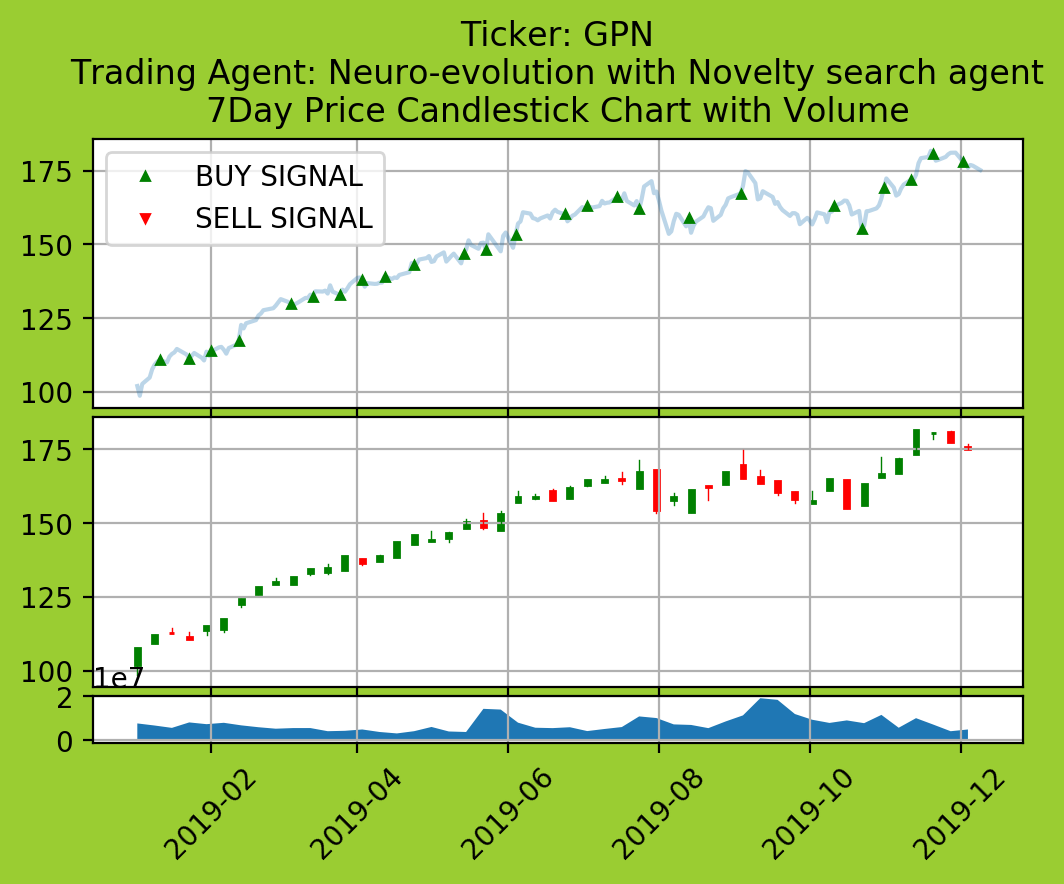 Ticker: GPN
Trading Agent: Neuro-evolution with Novelty search agent
7Day Price Candlestick Chart with Volume
175
150
125
100
BUY SIGNAL
SELL SIGNAL
175
150
125
100
1e7
2
0
2019-02
2019-04
2019-06
2019-08
2019-10
2019-12